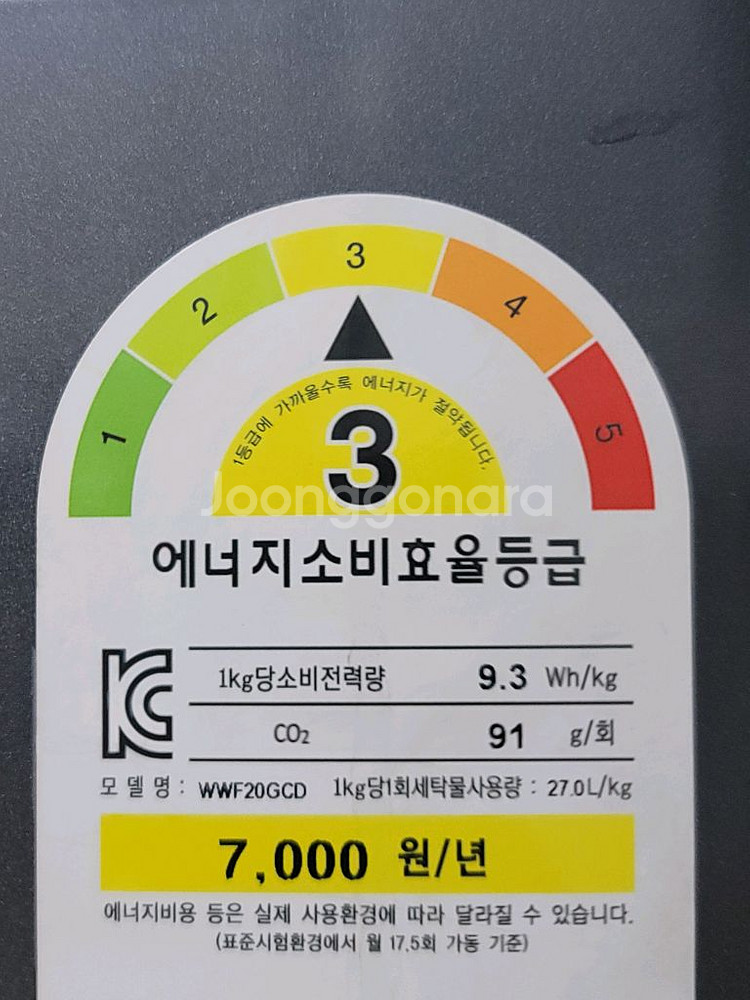 1 2 3 4 5
1등급에 가까울수록 에너지가 절약됩니다.
3
Joonggonara
에너지소비효율등급
1kg당소비전력량 9.3 Wh/kg
CO₂ 91 g/회
모델명 : WWF20GCD 1kg당1회세탁물사용량 : 27.0L/kg
7,000 원/년
에너지비용 등은 실제 사용환경에 따라 달라질 수 있습니다.
(표준시험환경에서 월 17.5회 가동 기준)